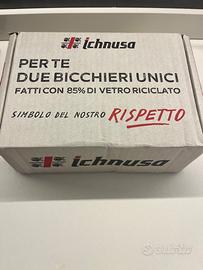 ichnusa
PER TE
DUE BICCHIERI UNICI
FATTI CON 85% DI VETRO RICICLATO
SIMBOLO DEL NOSTRO RISPETTO
ichnusa